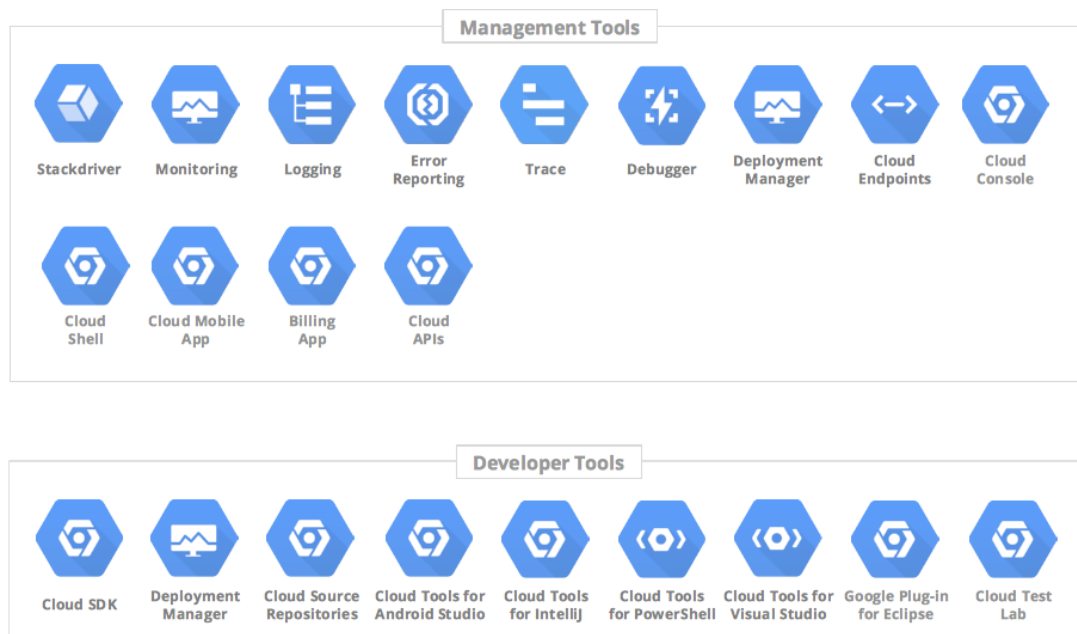 Management Tools
Stackdriver
Monitoring
Logging
Error
Reporting
Trace
Debugger
Deployment
Manager
Cloud
Endpoints
Cloud
Console
Cloud
Shell
Cloud Mobile
App
Billing
App
Cloud
APIs
Developer Tools
Cloud SDK
Deployment
Manager
Cloud Source
Repositories
Cloud Tools for
Android Studio
Cloud Tools
for IntelliJ
Cloud Tools
for PowerShell
Cloud Tools for
Visual Studio
Google Plug-in
for Eclipse
Cloud Test
Lab